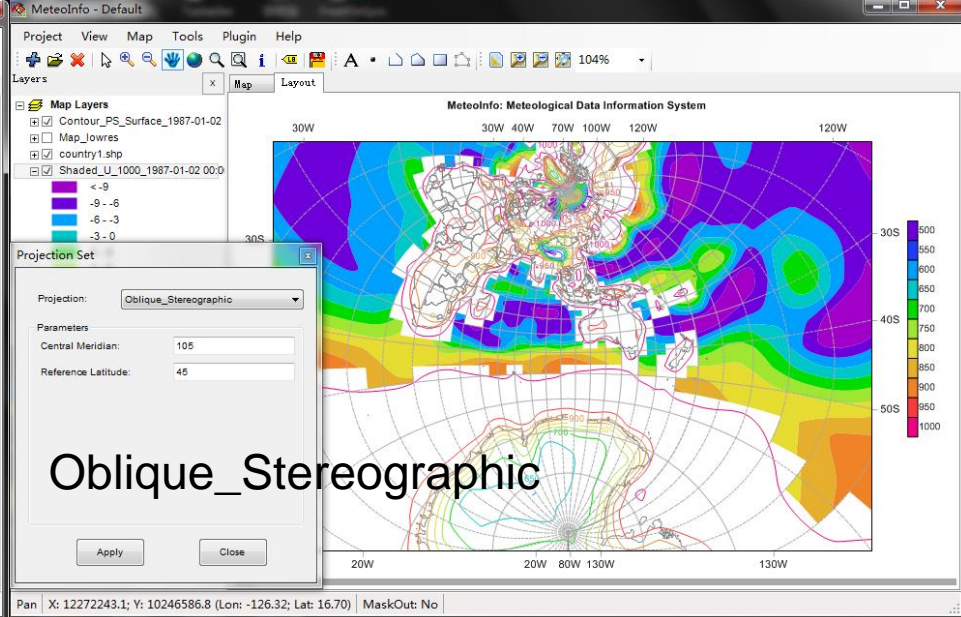 MeteoInfo - Default
Project View Map Tools Plugin Help
A 104%
Layers x Map Layout
Map Layers
Contour_PS_Surface_1987-01-02
Map_lowres
country1.shp
Shaded_U_1000_1987-01-02 00:0
< -9
-9 - -6
-6 - -3
-3 - 0
MeteoInfo: Meteological Data Information System
30W 30W 40W 70W 100W 120W 120W
30S 30S
40S
50S
500
550
600
650
700
750
800
850
900
950
1000
20W 20W 80W 130W 130W
Projection Set x
Projection: Oblique_Stereographic
Parameters
Central Meridian: 105
Reference Latitude: 45
Oblique_Stereographic
Apply Close
Pan X: 12272243.1; Y: 10246586.8 (Lon: -126.32; Lat: 16.70) MaskOut: No